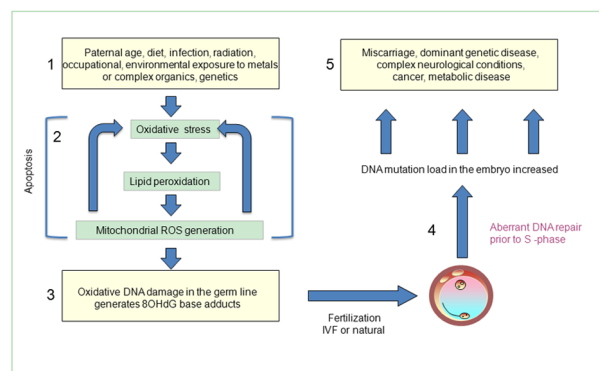 1
Paternal age, diet, infection, radiation,
occupational, environmental exposure to metals
or complex organics, genetics
2
Apoptosis
Oxidative stress
Lipid peroxidation
Mitochondrial ROS generation
3
Oxidative DNA damage in the germ line
generates 8OHdG base adducts
Fertilization
IVF or natural
4
Aberrant DNA repair
prior to S -phase
DNA mutation load in the embryo increased
5
Miscarriage, dominant genetic disease,
complex neurological conditions,
cancer, metabolic disease